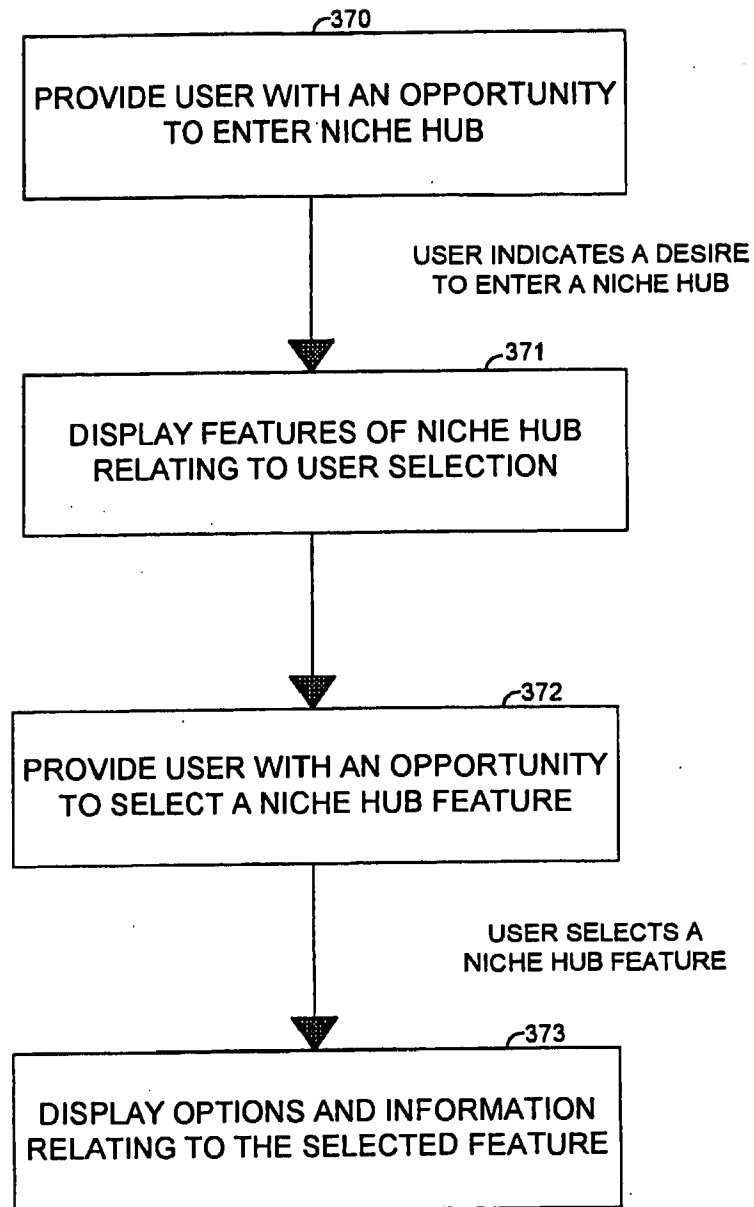 370
PROVIDE USER WITH AN OPPORTUNITY
TO ENTER NICHE HUB
USER INDICATES A DESIRE
TO ENTER A NICHE HUB
371
DISPLAY FEATURES OF NICHE HUB
RELATING TO USER SELECTION
372
PROVIDE USER WITH AN OPPORTUNITY
TO SELECT A NICHE HUB FEATURE
USER SELECTS A
NICHE HUB FEATURE
373
DISPLAY OPTIONS AND INFORMATION
RELATING TO THE SELECTED FEATURE